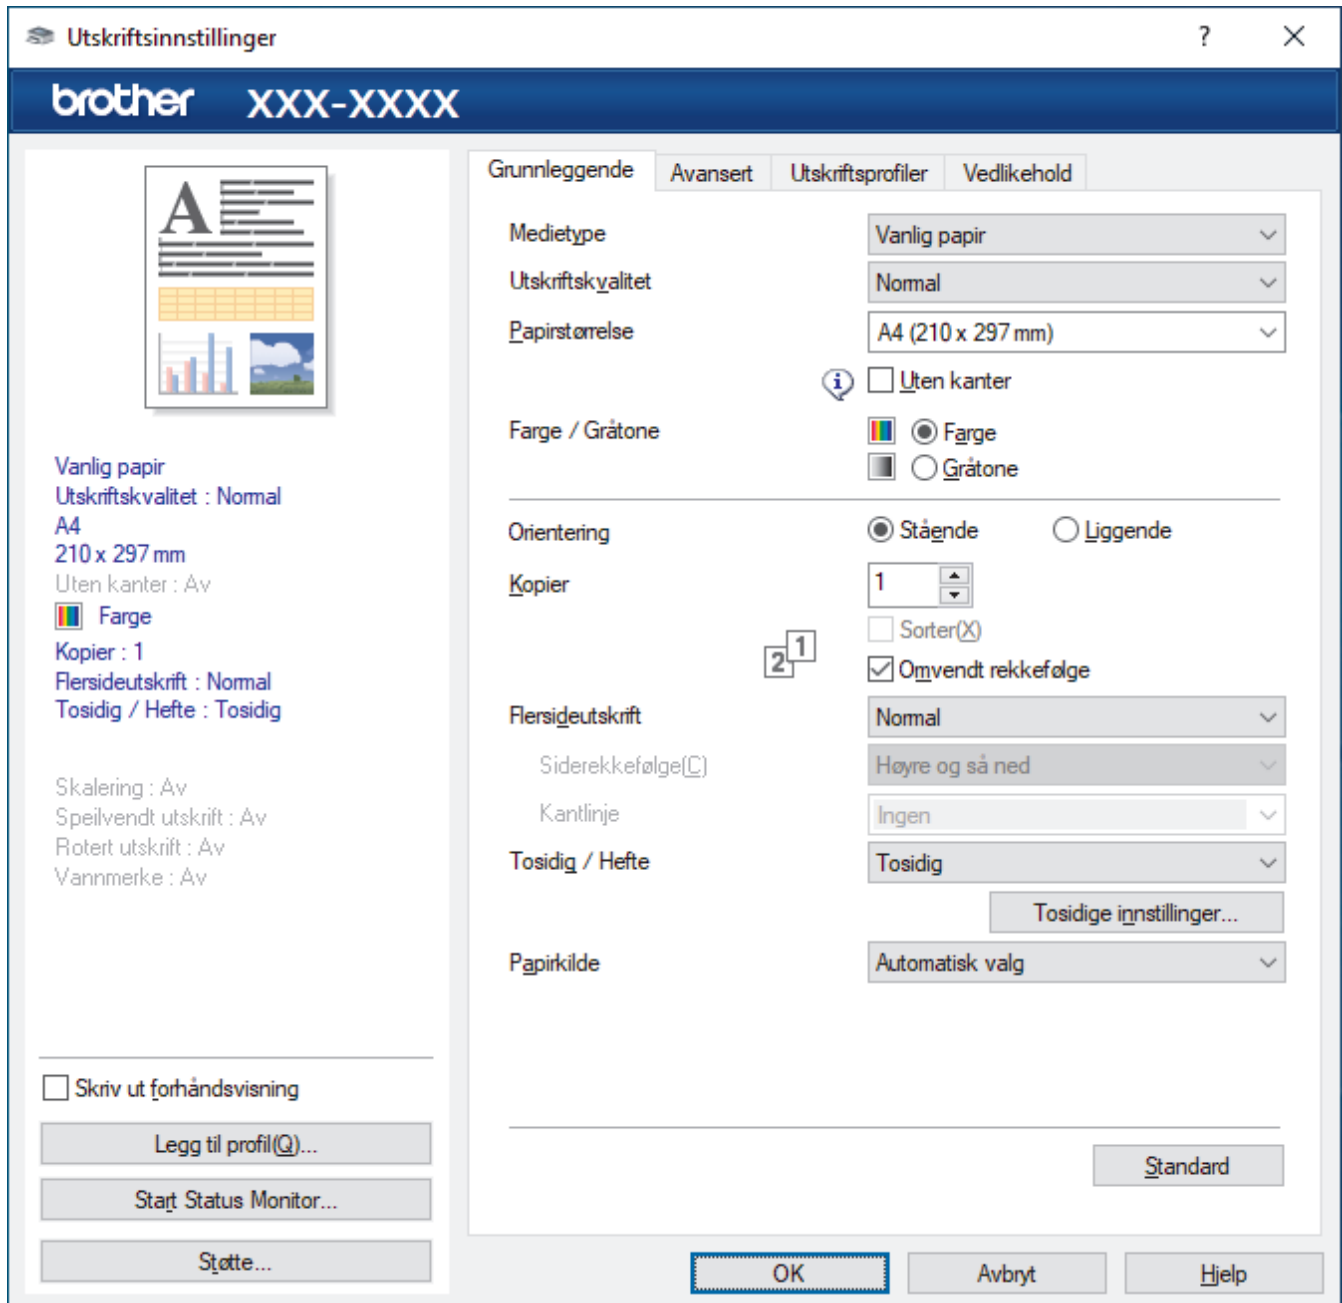 Utskriftsinnstillinger
?
brother XXX-XXXX
A
Vanlig papir
Utskriftskvalitet : Normal
A4
210 x 297 mm
Uten kanter : Av
Farge
Kopier : 1
Flersideutskrift : Normal
Tosidig / Hefte : Tosidig
Skalering : Av
Speilvendt utskrift : Av
Rotert utskrift : Av
Vannmerke : Av
Skriv ut forhåndsvisning
Legg til profil(Q)...
Start Status Monitor...
Støtte...
Grunnleggende Avansert Utskriftsprofiler Vedlikehold
Medietype Vanlig papir
Utskriftskvalitet Normal
Papirstørrelse A4 (210 x 297 mm)
i Uten kanter
Farge / Gråtone Farge
Gråtone
Orientering Stående Liggende
Kopier 1
Sorter(X)
2 1 Omvendt rekkefølge
Flersideutskrift Normal
Siderekkefølge(C) Høyre og så ned
Kantlinje Ingen
Tosidig / Hefte Tosidig
Tosidige innstillinger...
Papirkilde Automatisk valg
Standard
OK Avbryt Hjelp